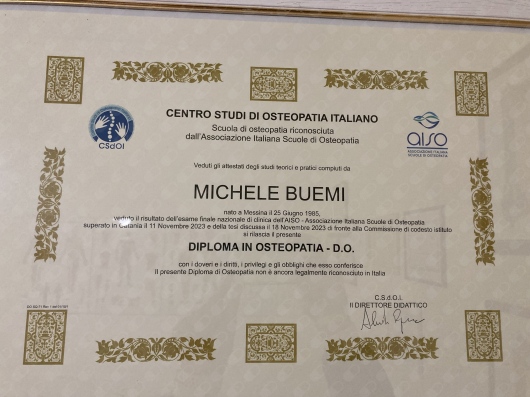 CENTRO STUDI DI OSTEOPATIA ITALIANO
Scuola di osteopatia riconosciuta
dall'Associazione Italiana Scuole di Osteopatia
CSdOI
aiso
ASSOCIAZIONE ITALIANA
SCUOLE DI OSTEOPATIA
Veduti gli attestati degli studi teorici e pratici compiuti da
MICHELE BUEMI
nato a Messina il 25 Giugno 1985,
veduto il risultato dell'esame finale nazionale di clinica dell'AISO - Associazione Italiana Scuole di Osteopatia
superato in Catania il 11 Novembre 2023 e della tesi discussa il 18 Novembre 2023 di fronte alla Commissione di codesto istituto
si rilascia il presente
DIPLOMA IN OSTEOPATIA - D.O.
con i doveri e i diritti, i privilegi e gli obblighi che esso conferisce
Il presente Diploma di Osteopatia non è ancora legalmente riconosciuto in Italia
C.S.d.O.I.
Il DIRETTORE DIDATTICO